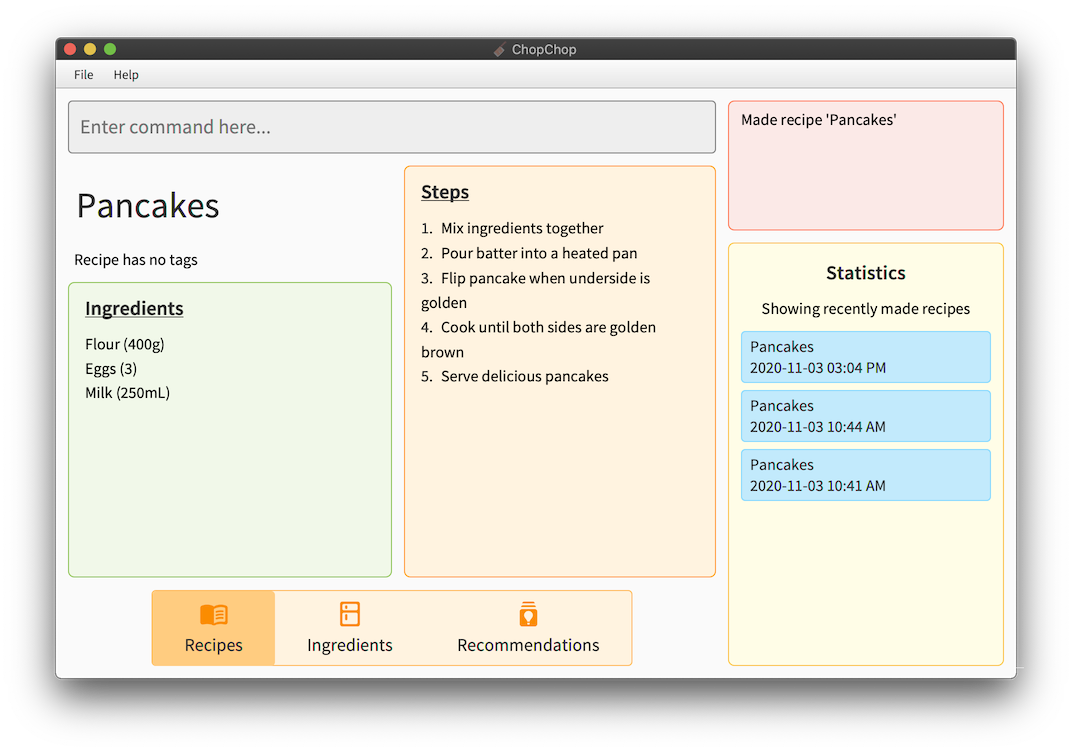 ChopChop
File Help
Enter command here...
Pancakes
Recipe has no tags
Ingredients
Flour (400g)
Eggs (3)
Milk (250mL)
Steps
1. Mix ingredients together
2. Pour batter into a heated pan
3. Flip pancake when underside is
golden
4. Cook until both sides are golden
brown
5. Serve delicious pancakes
Made recipe 'Pancakes'
Statistics
Showing recently made recipes
Pancakes
2020-11-03 03:04 PM
Pancakes
2020-11-03 10:44 AM
Pancakes
2020-11-03 10:41 AM
Recipes
Ingredients
Recommendations